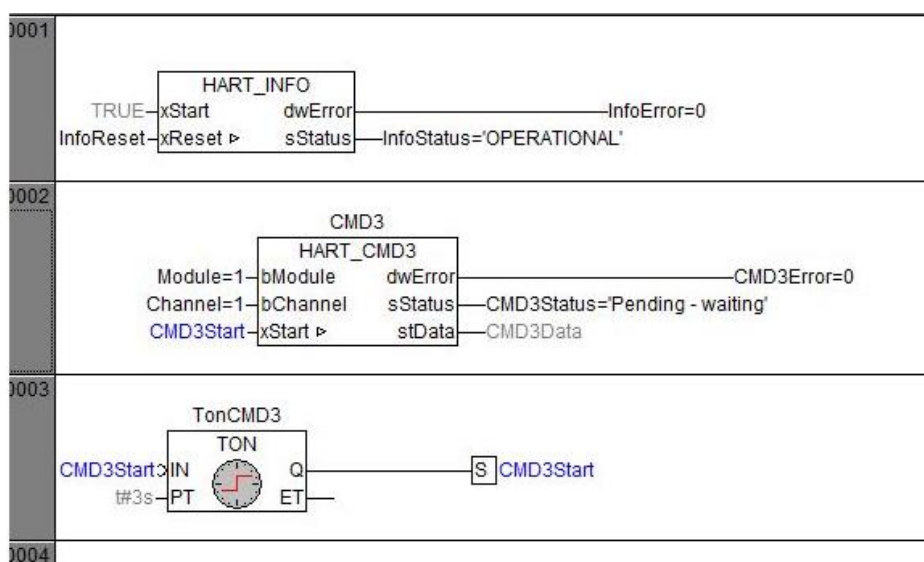 0001
HART_INFO
TRUE xStart dwError InfoError=0
InfoReset xReset sStatus InfoStatus='OPERATIONAL'
0002
CMD3
HART_CMD3
Module=1 bModule dwError CMD3Error=0
Channel=1 bChannel sStatus CMD3Status='Pending - waiting'
CMD3Start xStart stData CMD3Data
0003
TonCMD3
TON
CMD3Start IN Q S CMD3Start
t#3s PT ET
0004